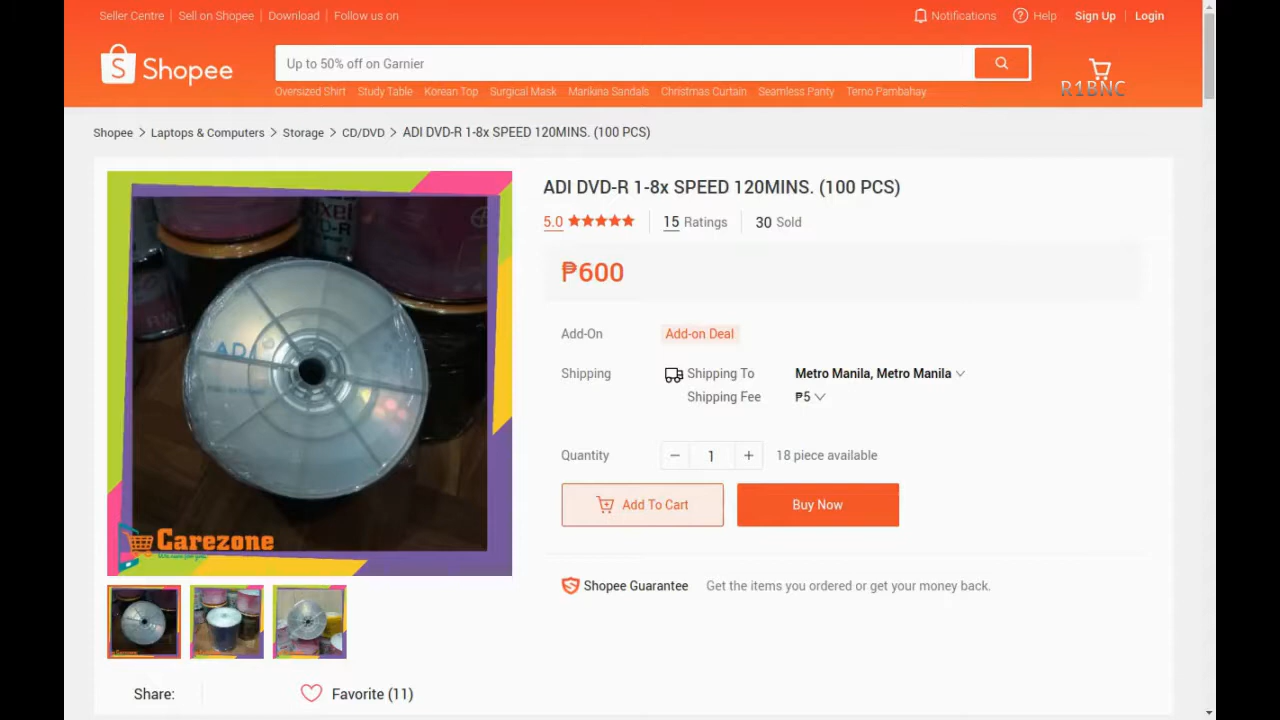 Seller Centre Sell on Shopee Download Follow us on Notifications Help Sign Up Login
Shopee
Up to 50% off on Garnier
Oversized Shirt Study Table Korean Top Surgical Mask Marikina Sandals Christmas Curtain Seamless Panty Terno Pambahay
R1BNC
Shopee > Laptops & Computers > Storage > CD/DVD > ADI DVD-R 1-8x SPEED 120MINS. (100 PCS)
ADI DVD-R 1-8x SPEED 120MINS. (100 PCS)
5.0 15 Ratings 30 Sold
₱600
Add-On Add-on Deal
Shipping Shipping To Metro Manila, Metro Manila
Shipping Fee ₱5
Quantity 1 18 piece available
Add To Cart Buy Now
Shopee Guarantee Get the items you ordered or get your money back.
DVD-R
ADI
Carezone
Carezone
Share: Favorite (11)